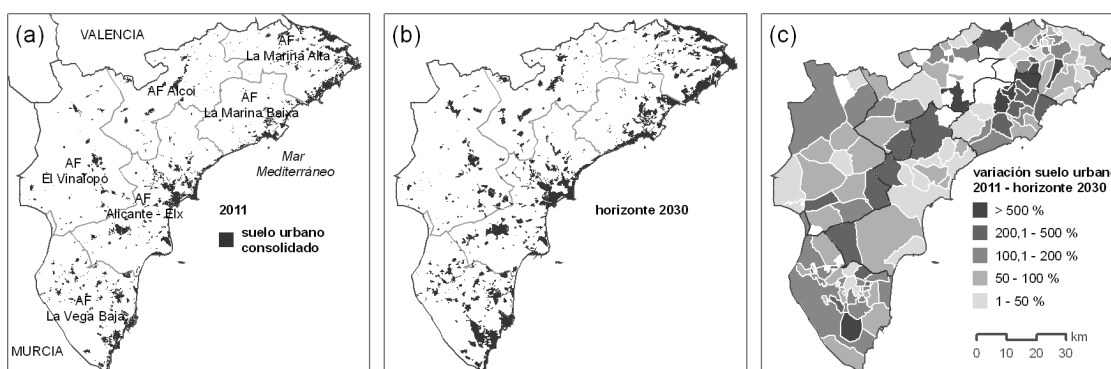 (a)
VALENCIA
AF
La Marina Alta
AF Alcoi
AF
La Marina Baixa
Mar
Mediterráneo
AF
El Vinalopó
AF
Alicante - Elx
2011
suelo urbano
consolidado
AF
La Vega Baja
MURCIA
(b)
horizonte 2030
(c)
variación suelo urbano
2011 - horizonte 2030
> 500 %
200,1 - 500 %
100,1 - 200 %
50 - 100 %
1 - 50 %
km
0 10 20 30